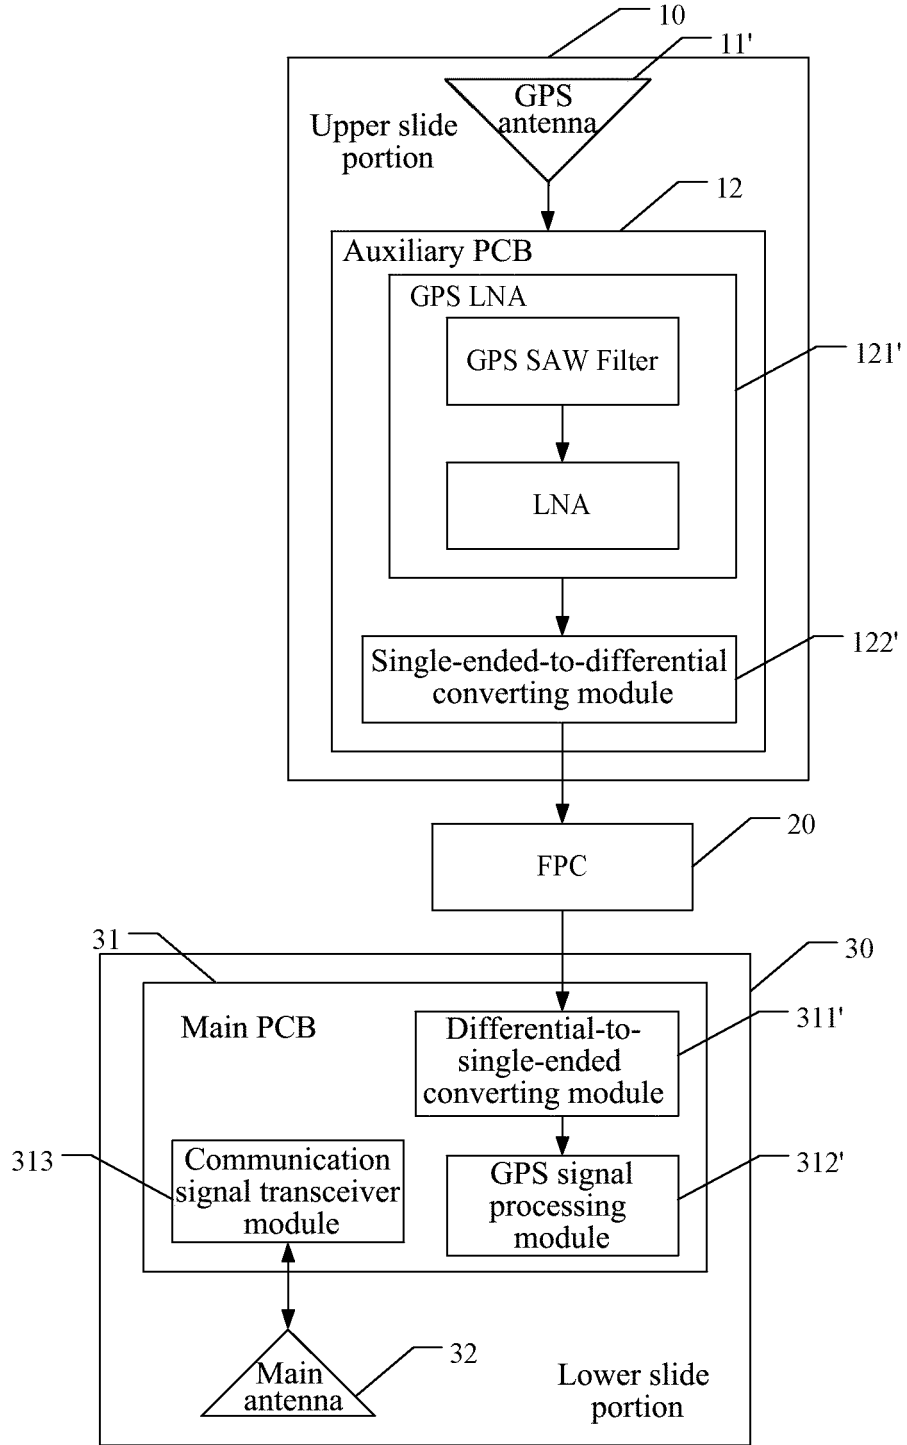 10
11'
GPS
antenna
Upper slide
portion
12
Auxiliary PCB
GPS LNA
GPS SAW Filter
121'
LNA
Single-ended-to-differential
converting module
122'
FPC
20
31
30
Main PCB
Differential-to-
single-ended
converting module
311'
313
Communication
signal transceiver
module
GPS signal
processing
module
312'
Main
antenna
32
Lower slide
portion